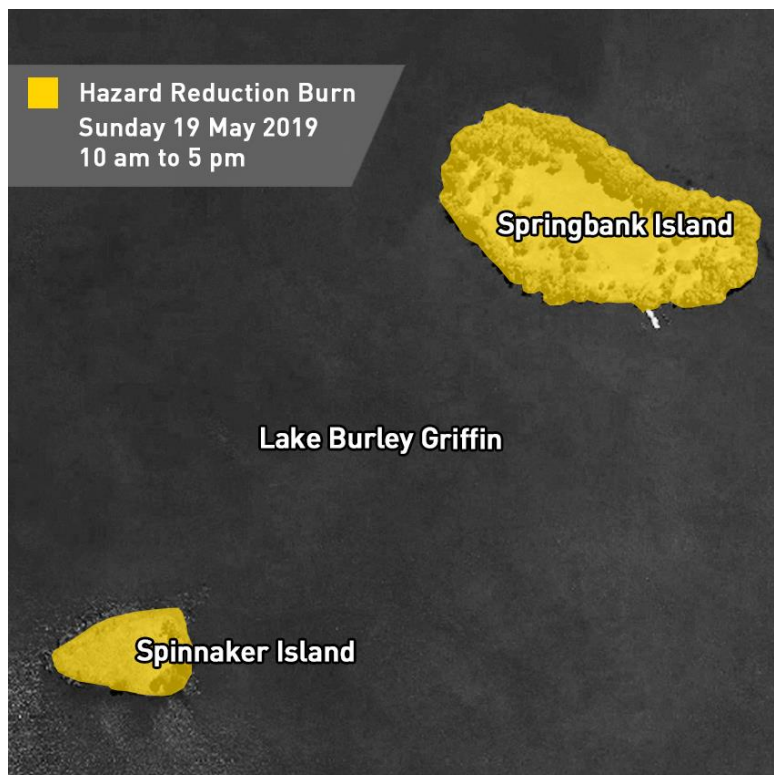 Hazard Reduction Burn
Sunday 19 May 2019
10 am to 5 pm
Springbank Island
Lake Burley Griffin
Spinnaker Island